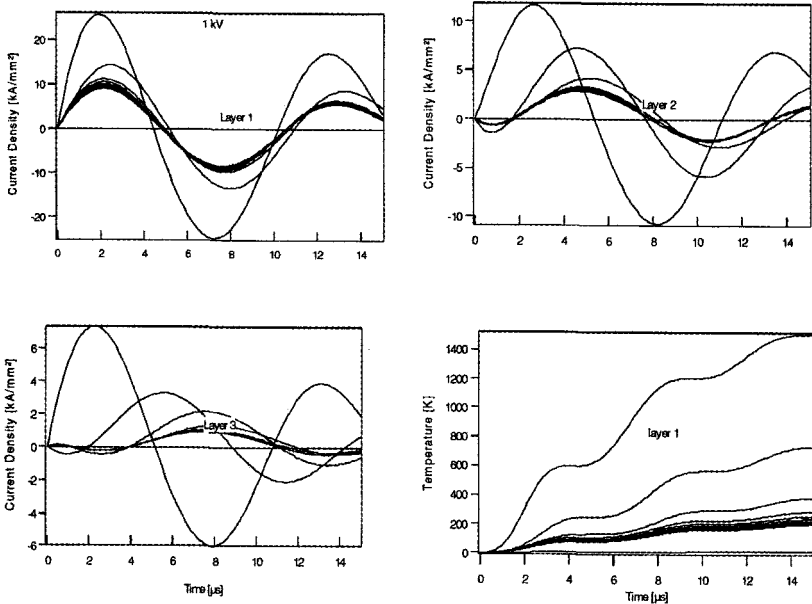 1 kV
Current Density [kA/mm²]
20
10
0
-10
-20
Layer 1
0 2 4 6 8 10 12 14
Current Density [kA/mm²]
10
5
0
-5
-10
Layer 2
0 2 4 6 8 10 12 14
Current Density [kA/mm²]
6
4
2
0
-2
-4
-6
Layer 3
0 2 4 6 8 10 12 14
Time [µs]
Temperature [K]
1400
1200
1000
800
600
400
200
0
layer 1
0 2 4 6 8 10 12 14
Time [µs]